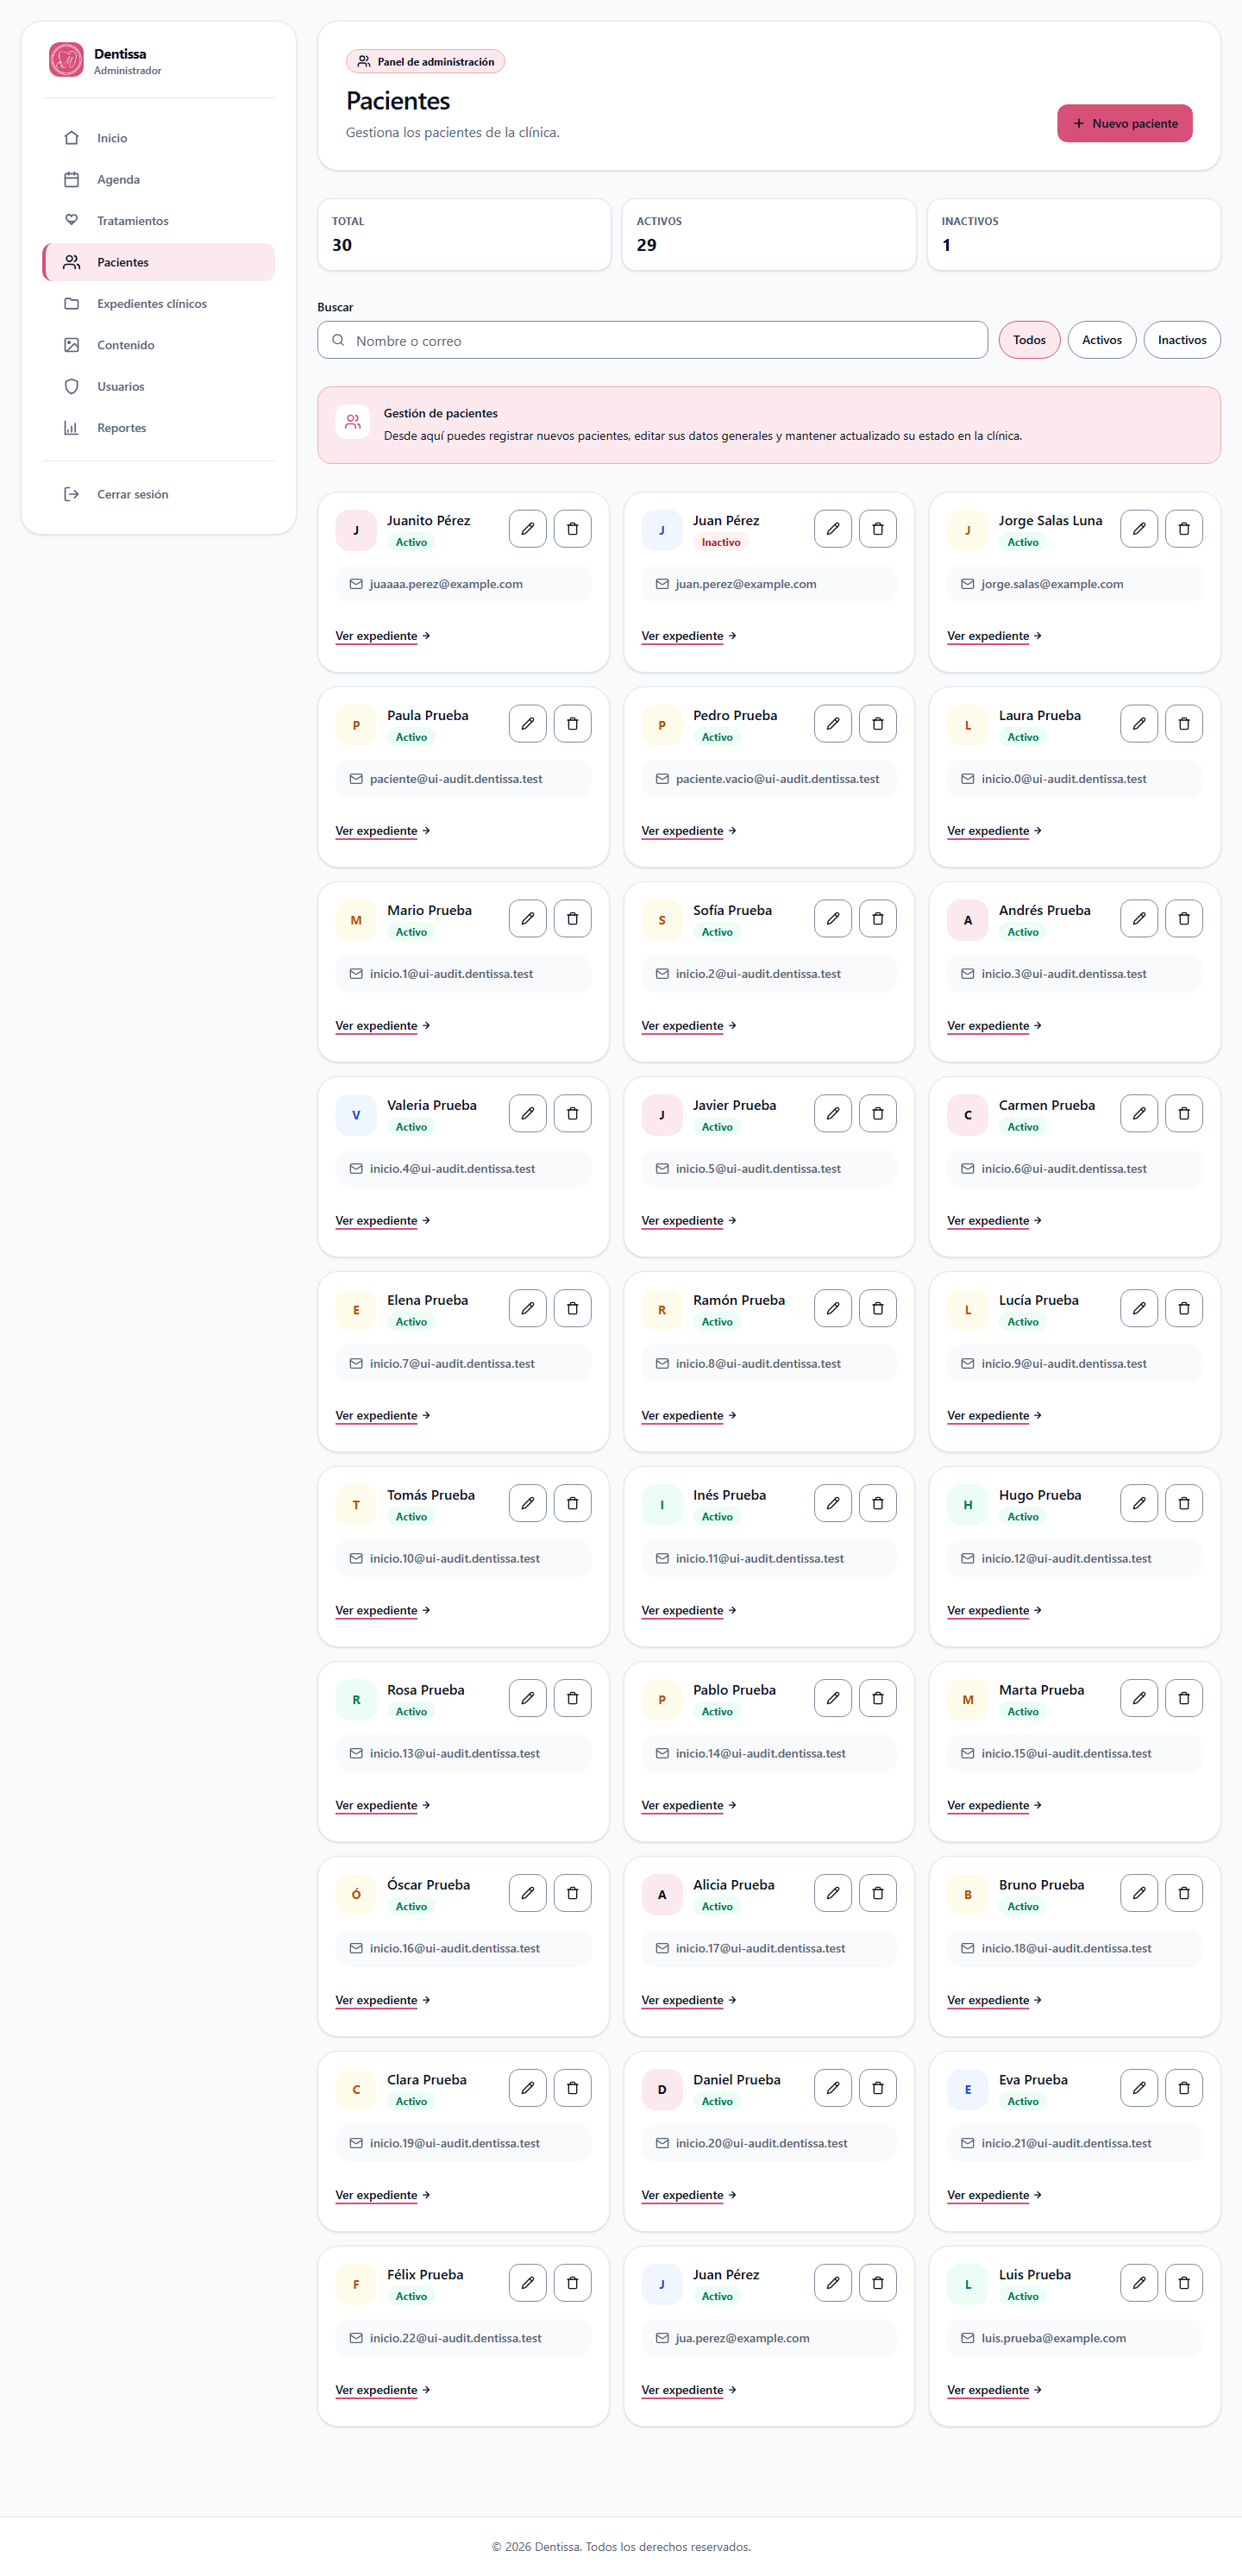 Dentissa
Administrador
Inicio
Agenda
Tratamientos
Pacientes
Expedientes clínicos
Contenido
Usuarios
Reportes
Cerrar sesión
Panel de administración
Pacientes
Gestiona los pacientes de la clínica.
+ Nuevo paciente
TOTAL
30
ACTIVOS
29
INACTIVOS
1
Buscar
Nombre o correo
Todos
Activos
Inactivos
Gestión de pacientes
Desde aquí puedes registrar nuevos pacientes, editar sus datos generales y mantener actualizado su estado en la clínica.
J
Juanito Pérez
Activo
juaaaa.perez@example.com
Ver expediente →
J
Juan Pérez
Inactivo
juan.perez@example.com
Ver expediente →
J
Jorge Salas Luna
Activo
jorge.salas@example.com
Ver expediente →
P
Paula Prueba
Activo
paciente@ui-audit.dentissa.test
Ver expediente →
P
Pedro Prueba
Activo
paciente.vacio@ui-audit.dentissa.test
Ver expediente →
L
Laura Prueba
Activo
inicio.0@ui-audit.dentissa.test
Ver expediente →
M
Mario Prueba
Activo
inicio.1@ui-audit.dentissa.test
Ver expediente →
S
Sofía Prueba
Activo
inicio.2@ui-audit.dentissa.test
Ver expediente →
A
Andrés Prueba
Activo
inicio.3@ui-audit.dentissa.test
Ver expediente →
V
Valeria Prueba
Activo
inicio.4@ui-audit.dentissa.test
Ver expediente →
J
Javier Prueba
Activo
inicio.5@ui-audit.dentissa.test
Ver expediente →
C
Carmen Prueba
Activo
inicio.6@ui-audit.dentissa.test
Ver expediente →
E
Elena Prueba
Activo
inicio.7@ui-audit.dentissa.test
Ver expediente →
R
Ramón Prueba
Activo
inicio.8@ui-audit.dentissa.test
Ver expediente →
L
Lucía Prueba
Activo
inicio.9@ui-audit.dentissa.test
Ver expediente →
T
Tomás Prueba
Activo
inicio.10@ui-audit.dentissa.test
Ver expediente →
I
Inés Prueba
Activo
inicio.11@ui-audit.dentissa.test
Ver expediente →
H
Hugo Prueba
Activo
inicio.12@ui-audit.dentissa.test
Ver expediente →
R
Rosa Prueba
Activo
inicio.13@ui-audit.dentissa.test
Ver expediente →
P
Pablo Prueba
Activo
inicio.14@ui-audit.dentissa.test
Ver expediente →
M
Marta Prueba
Activo
inicio.15@ui-audit.dentissa.test
Ver expediente →
Ó
Óscar Prueba
Activo
inicio.16@ui-audit.dentissa.test
Ver expediente →
A
Alicia Prueba
Activo
inicio.17@ui-audit.dentissa.test
Ver expediente →
B
Bruno Prueba
Activo
inicio.18@ui-audit.dentissa.test
Ver expediente →
C
Clara Prueba
Activo
inicio.19@ui-audit.dentissa.test
Ver expediente →
D
Daniel Prueba
Activo
inicio.20@ui-audit.dentissa.test
Ver expediente →
E
Eva Prueba
Activo
inicio.21@ui-audit.dentissa.test
Ver expediente →
F
Félix Prueba
Activo
inicio.22@ui-audit.dentissa.test
Ver expediente →
J
Juan Pérez
Activo
jua.perez@example.com
Ver expediente →
L
Luis Prueba
Activo
luis.prueba@example.com
Ver expediente →
© 2026 Dentissa. Todos los derechos reservados.